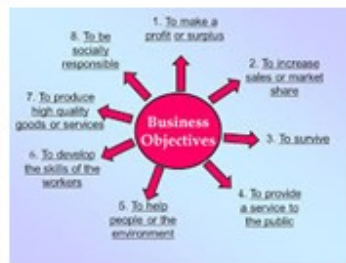 1. To make a
profit or surplus
2. To increase
sales or market
share
3. To survive
4. To provide
a service to
the public
5. To help
people or the
environment
6. To develop
the skills of the
workers
7. To produce
high quality
goods or services
8. To be
socially
responsible
Business
Objectives